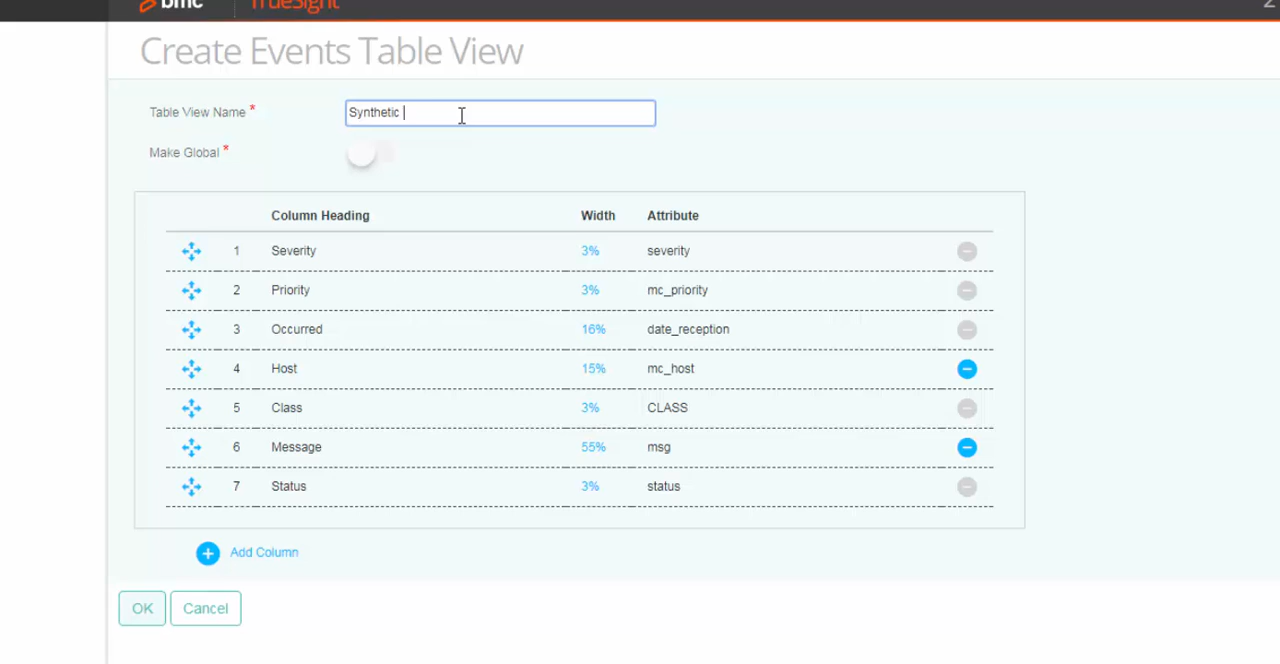 bmc TrueSight
Create Events Table View
Table View Name *
Synthetic
Make Global *
Column Heading Width Attribute
1 Severity 3% severity
2 Priority 3% mc_priority
3 Occurred 16% date_reception
4 Host 15% mc_host
5 Class 3% CLASS
6 Message 55% msg
7 Status 3% status
Add Column
OK Cancel